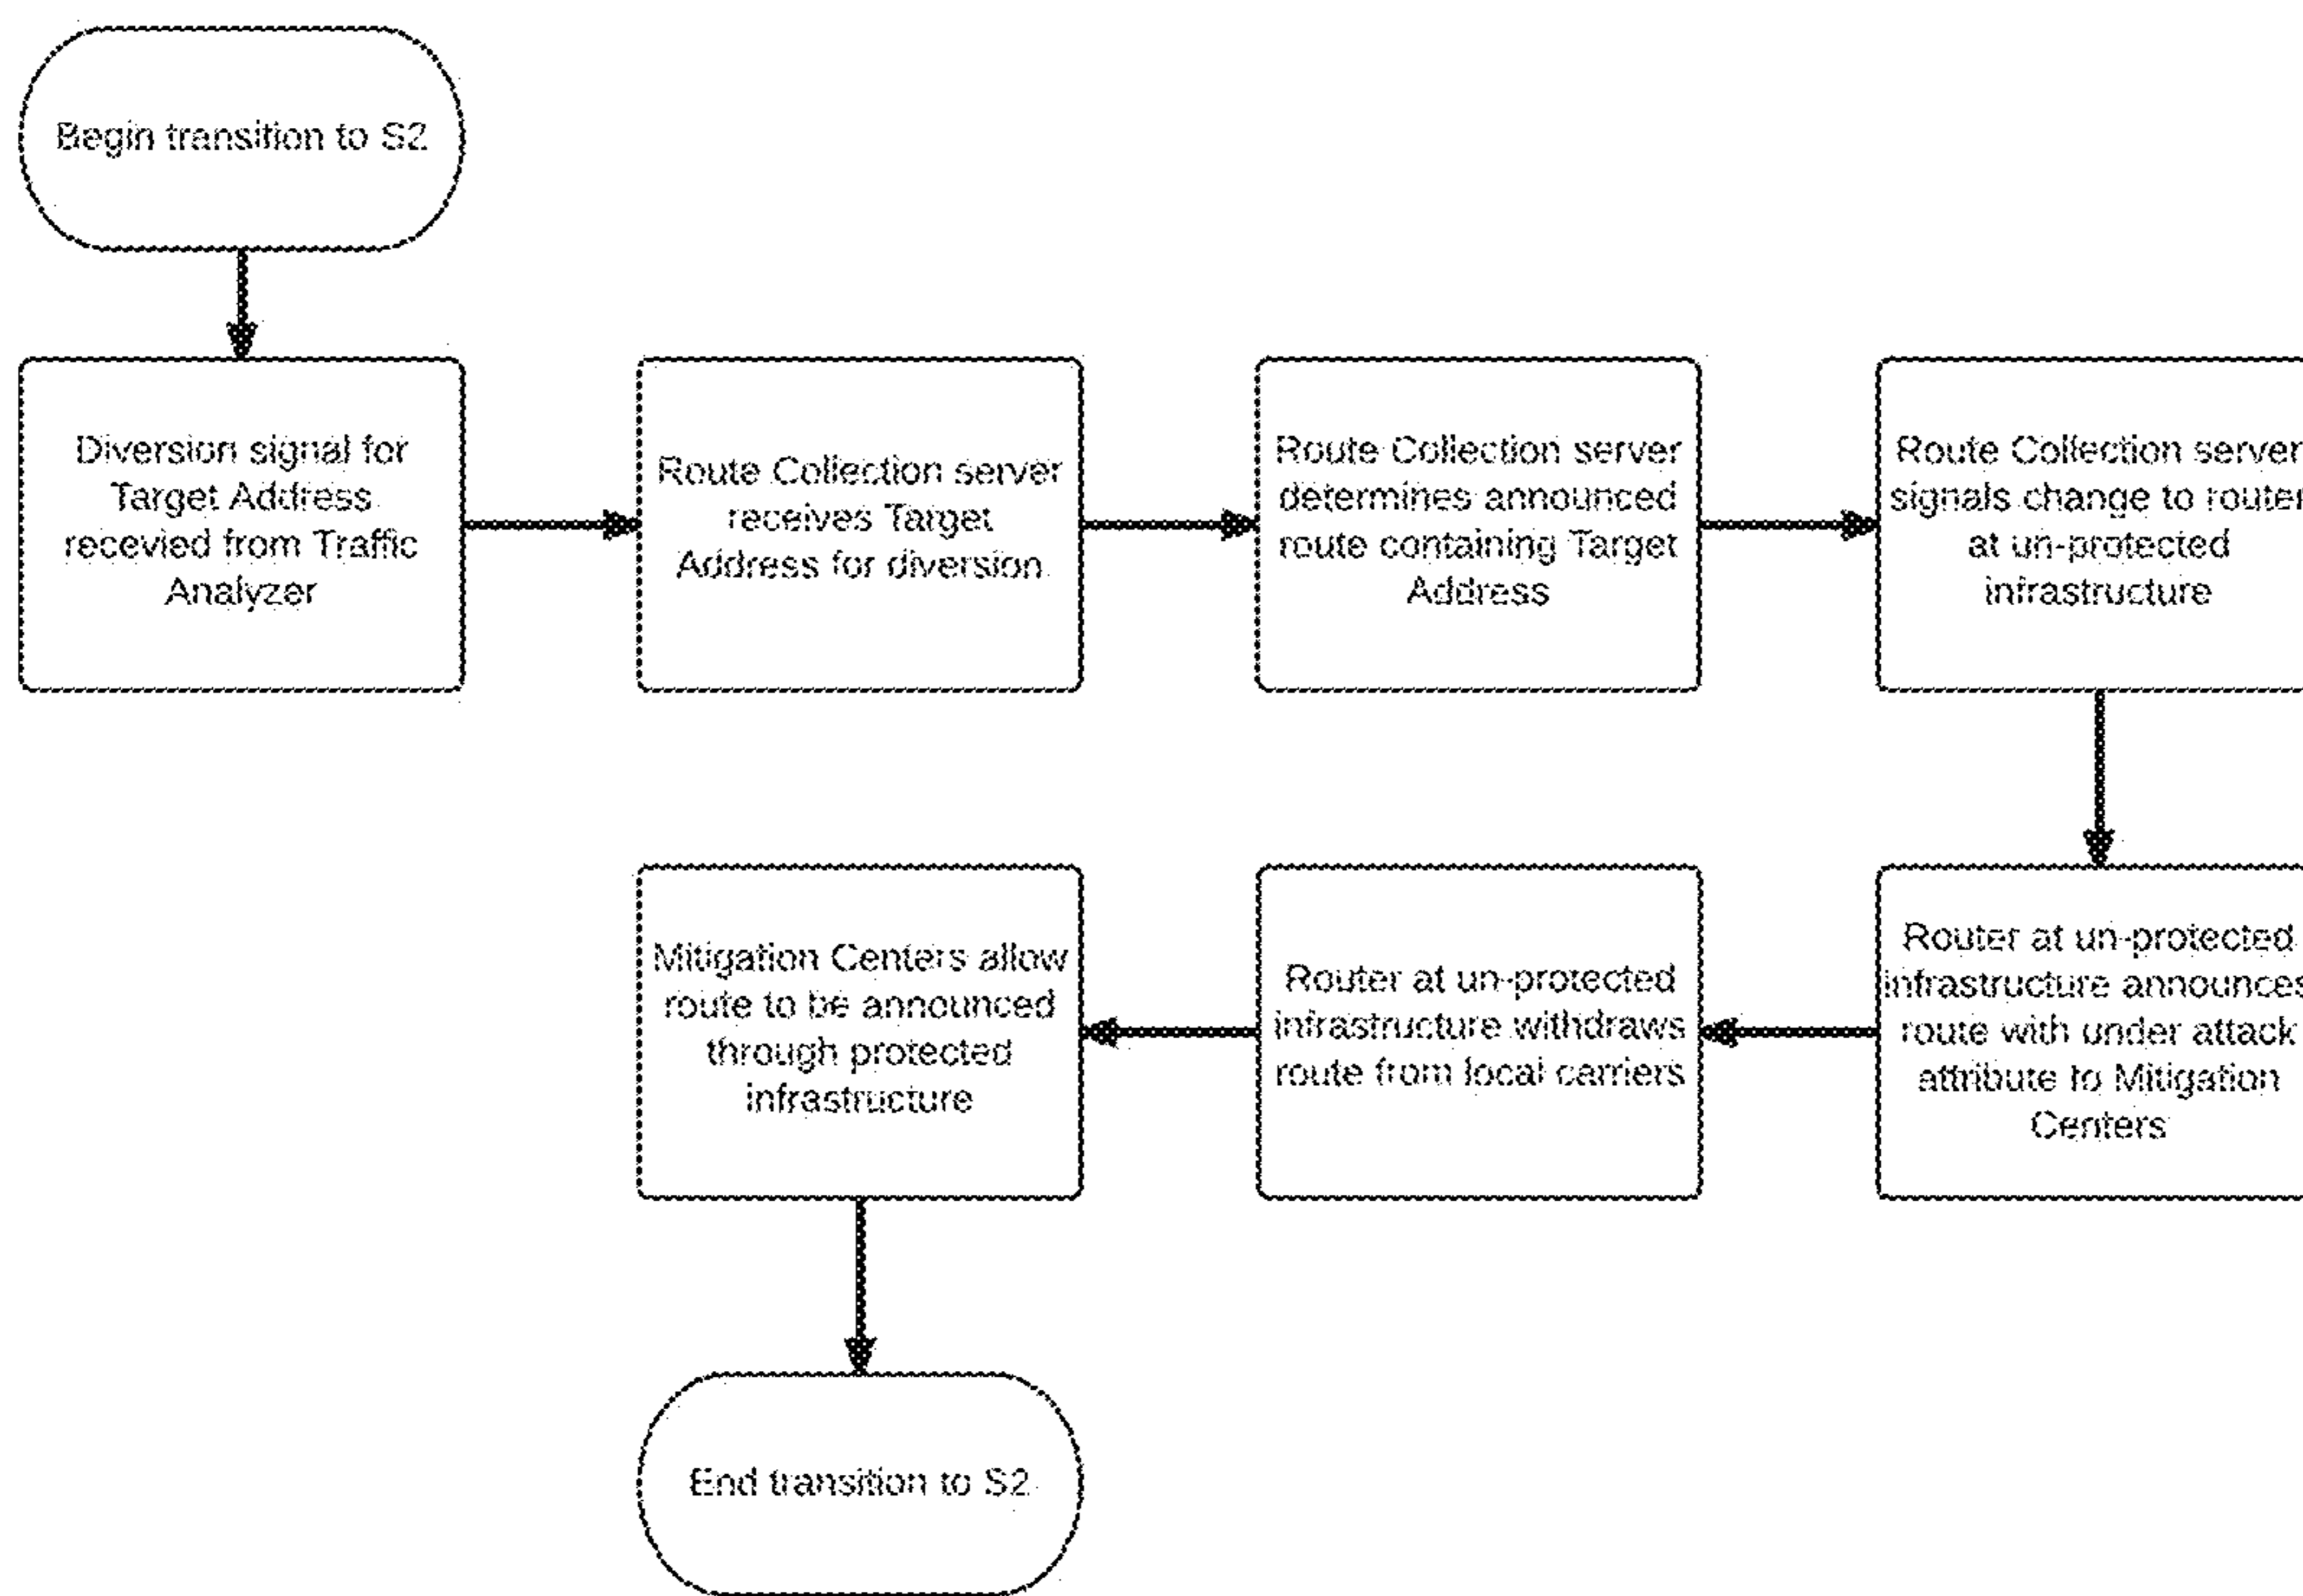 Begin transition to S2
Diversion signal for
Target Address
recevied from Traffic
Analyzer
Route Collection server
receives Target
Address for diversion
Route Collection server
determines announced
route containing Target
Address
Route Collection server
signals change to router
at un-protected
infrastructure
Router at un-protected
infrastructure announces
route with under attack
attribute to Mitigation
Centers
Router at un-protected
infrastructure withdraws
route from local carriers
Mitigation Centers allow
route to be announced
through protected
infrastructure
End transition to S2